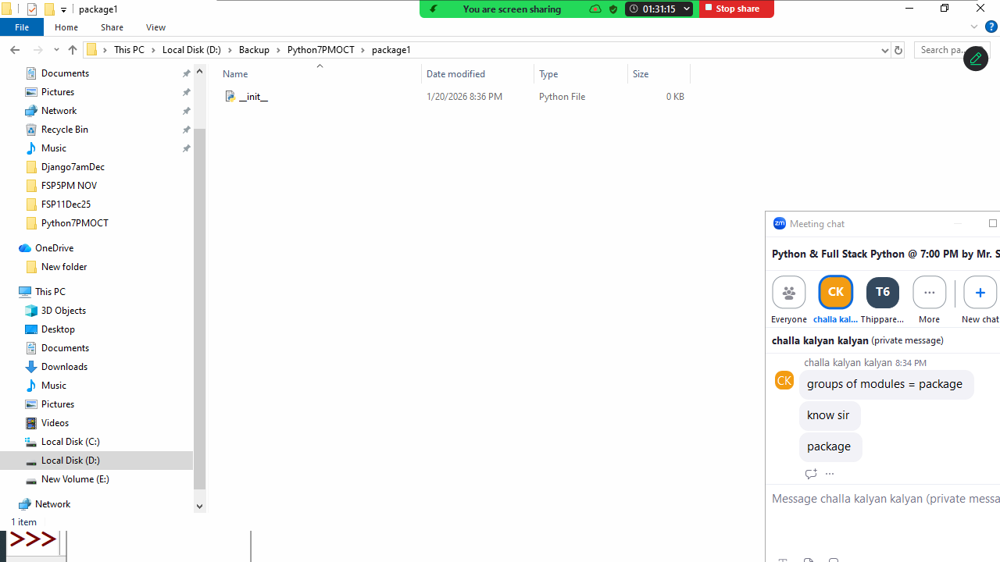 package1
You are screen sharing
01:31:15
Stop share
File
Home
Share
View
This PC
Local Disk (D:)
Backup
Python7PMOCT
package1
Search pa...
Documents
Pictures
Network
Recycle Bin
Music
Django7amDec
FSP5PM NOV
FSP11Dec25
Python7PMOCT
OneDrive
New folder
This PC
3D Objects
Desktop
Documents
Downloads
Music
Pictures
Videos
Local Disk (C:)
Local Disk (D:)
New Volume (E:)
Network
1 item
>>>
Name Date modified Type Size
__init__ 1/20/2026 8:36 PM Python File 0 KB
zm Meeting chat
Python & Full Stack Python @ 7:00 PM by Mr. S
CK
T6
Everyone
challa kal...
Thippare...
More
New chat
challa kalyan kalyan (private message)
challa kalyan kalyan 8:34 PM
CK
groups of modules = package
know sir
package
Message challa kalyan kalyan (private messa